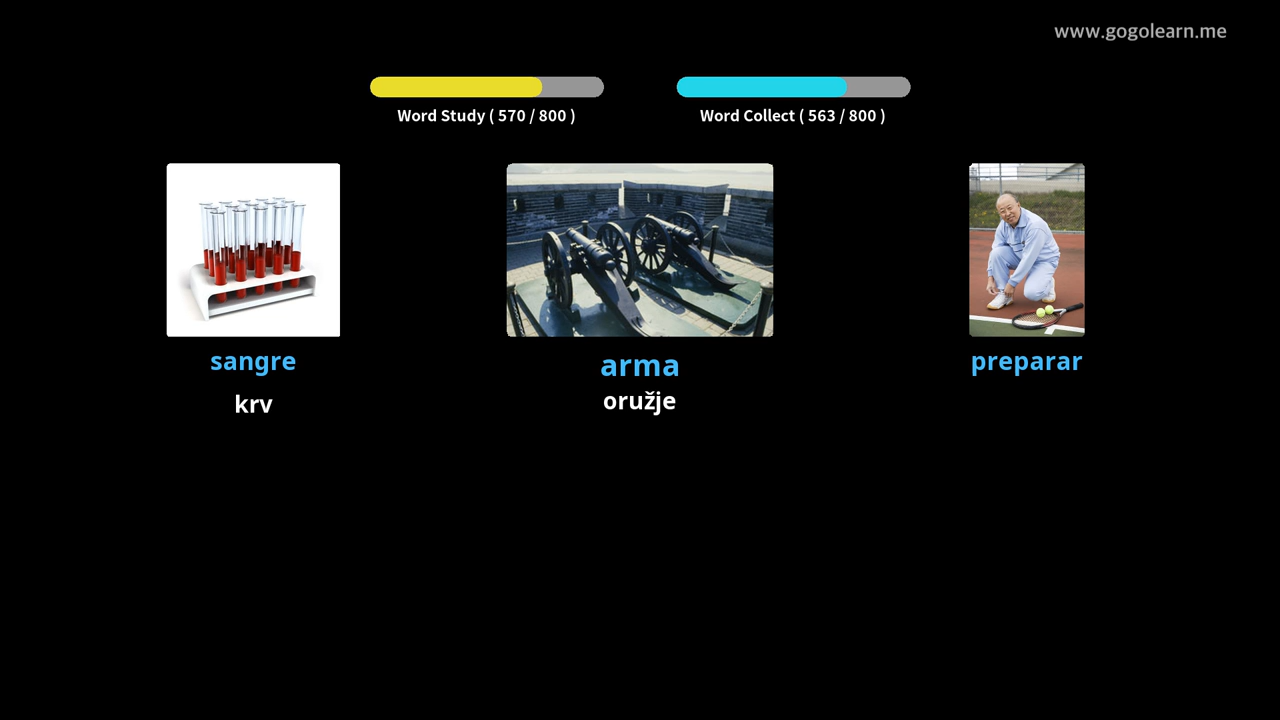 www.gogolearn.me
Word Study ( 570 / 800 )
Word Collect ( 563 / 800 )
sangre
arma
preparar
krv
oružje